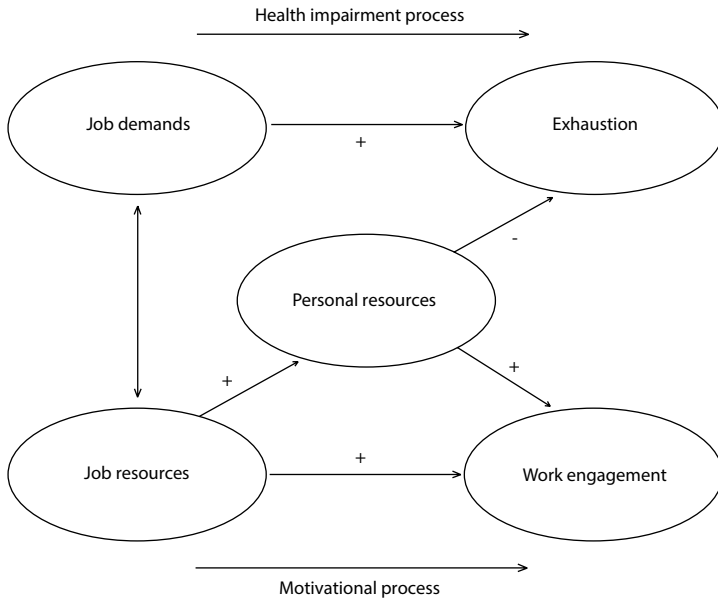 Health impairment process
Job demands
Exhaustion
+
-
Personal resources
+
+
+
Job resources
Work engagement
Motivational process